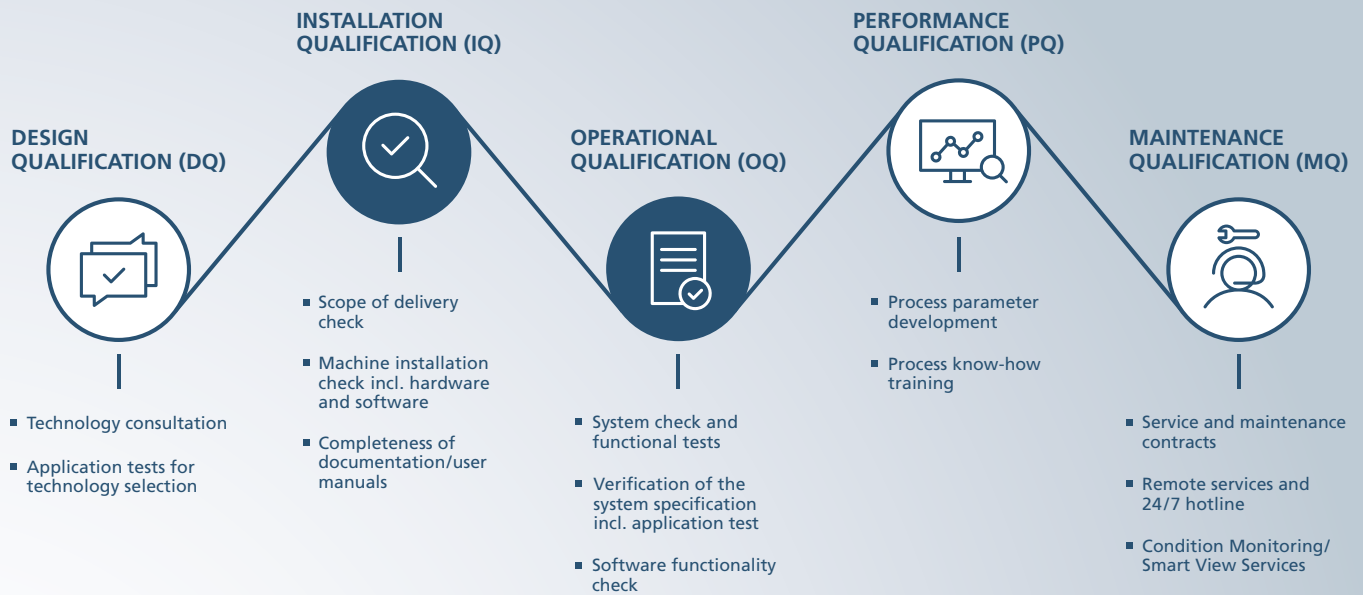 DESIGN
QUALIFICATION (DQ)
Technology consultation
Application tests for
technology selection
INSTALLATION
QUALIFICATION (IQ)
Scope of delivery
check
Machine installation
check incl. hardware
and software
Completeness of
documentation/user
manuals
OPERATIONAL
QUALIFICATION (OQ)
System check and
functional tests
Verification of the
system specification
incl. application test
Software functionality
check
PERFORMANCE
QUALIFICATION (PQ)
Process parameter
development
Process know-how
training
MAINTENANCE
QUALIFICATION (MQ)
Service and maintenance
contracts
Remote services and
24/7 hotline
Condition Monitoring/
Smart View Services